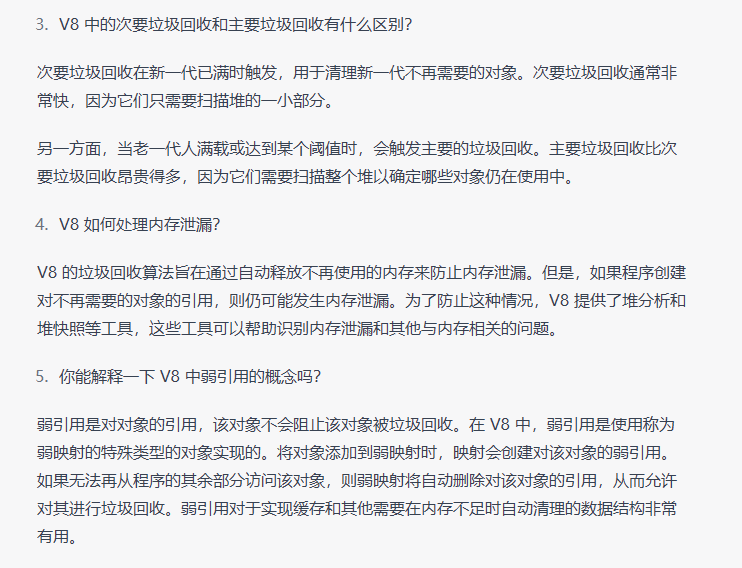 3. V8 中的次要垃圾回收和主要垃圾回收有什么区别？
次要垃圾回收在新一代已满时触发，用于清理新一代不再需要的对象。次要垃圾回收通常非
常快，因为它们只需要扫描堆的一小部分。
另一方面，当老一代人满载或达到某个阈值时，会触发主要的垃圾回收。主要垃圾回收比次
要垃圾回收昂贵得多，因为它们需要扫描整个堆以确定哪些对象仍在使用中。
4. V8 如何处理内存泄漏？
V8 的垃圾回收算法旨在通过自动释放不再使用的内存来防止内存泄漏。但是，如果程序创建
对不再需要的对象的引用，则仍可能发生内存泄漏。为了防止这种情况，V8 提供了堆分析和
堆快照等工具，这些工具可以帮助识别内存泄漏和其他与内存相关的问题。
5. 你能解释一下 V8 中弱引用的概念吗？
弱引用是对对象的引用，该对象不会阻止该对象被垃圾回收。在 V8 中，弱引用是使用称为
弱映射的特殊类型的对象实现的。将对象添加到弱映射时，映射会创建对该对象的弱引用。
如果无法再从程序的其余部分访问该对象，则弱映射将自动删除对该对象的引用，从而允许
对其进行垃圾回收。弱引用对于实现缓存和其他需要在内存不足时自动清理的数据结构非常
有用。